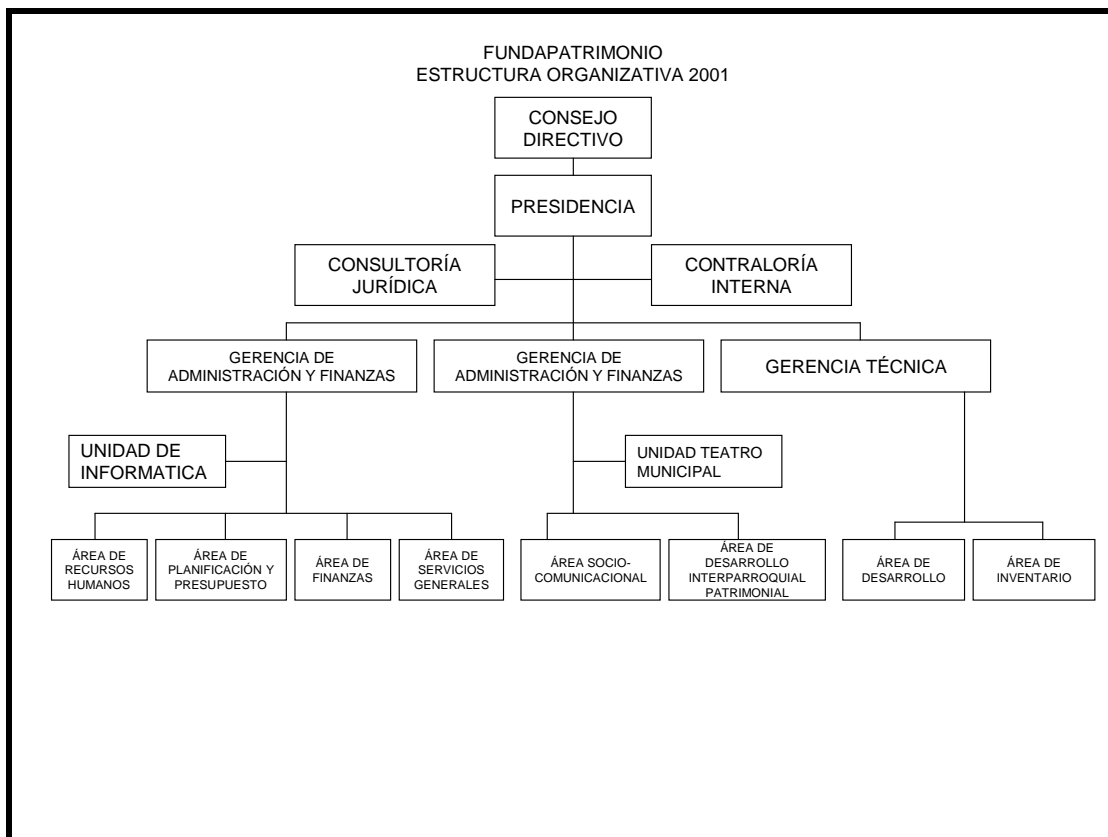 FUNDAPATRIMONIO
ESTRUCTURA ORGANIZATIVA 2001
CONSEJO
DIRECTIVO
PRESIDENCIA
CONSULTORÍA
JURÍDICA
CONTRALORÍA
INTERNA
GERENCIA DE
ADMINISTRACIÓN Y FINANZAS
GERENCIA DE
ADMINISTRACIÓN Y FINANZAS
GERENCIA TÉCNICA
UNIDAD DE
INFORMATICA
UNIDAD TEATRO
MUNICIPAL
ÁREA DE
RECURSOS
HUMANOS
ÁREA DE
PLANIFICACIÓN Y
PRESUPUESTO
ÁREA DE
FINANZAS
ÁREA DE
SERVICIOS
GENERALES
ÁREA SOCIO-
COMUNICACIONAL
ÁREA DE
DESARROLLO
INTERPARROQUIAL
PATRIMONIAL
ÁREA DE
DESARROLLO
ÁREA DE
INVENTARIO